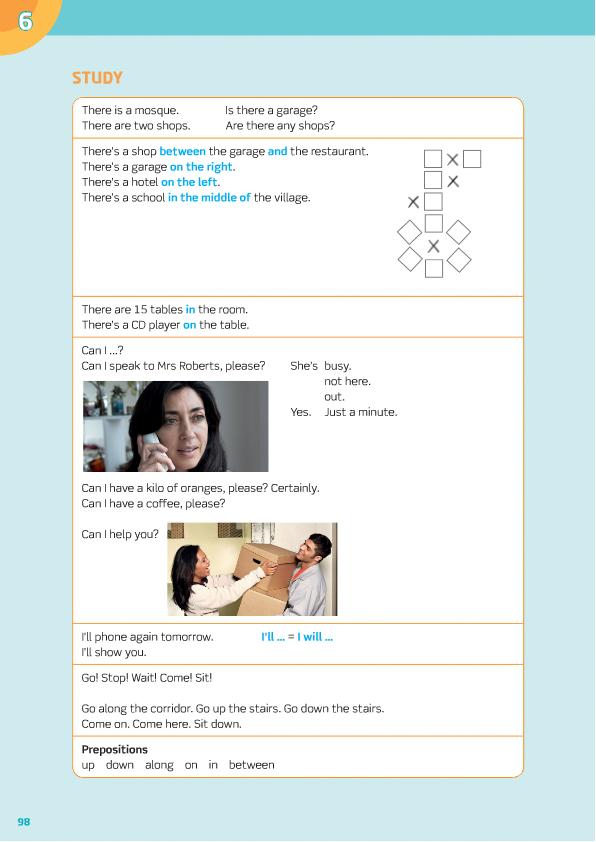 6
STUDY
There is a mosque. Is there a garage?
There are two shops. Are there any shops?
There's a shop between the garage and the restaurant.
There's a garage on the right.
There's a hotel on the left.
There's a school in the middle of the village.
There are 15 tables in the room.
There's a CD player on the table.
Can I ...?
Can I speak to Mrs Roberts, please? She's busy.
not here.
out.
Yes. Just a minute.
Can I have a kilo of oranges, please? Certainly.
Can I have a coffee, please?
Can I help you?
I'll phone again tomorrow. I'll ... = I will ...
I'll show you.
Go! Stop! Wait! Come! Sit!
Go along the corridor. Go up the stairs. Go down the stairs.
Come on. Come here. Sit down.
Prepositions
up down along on in between
98